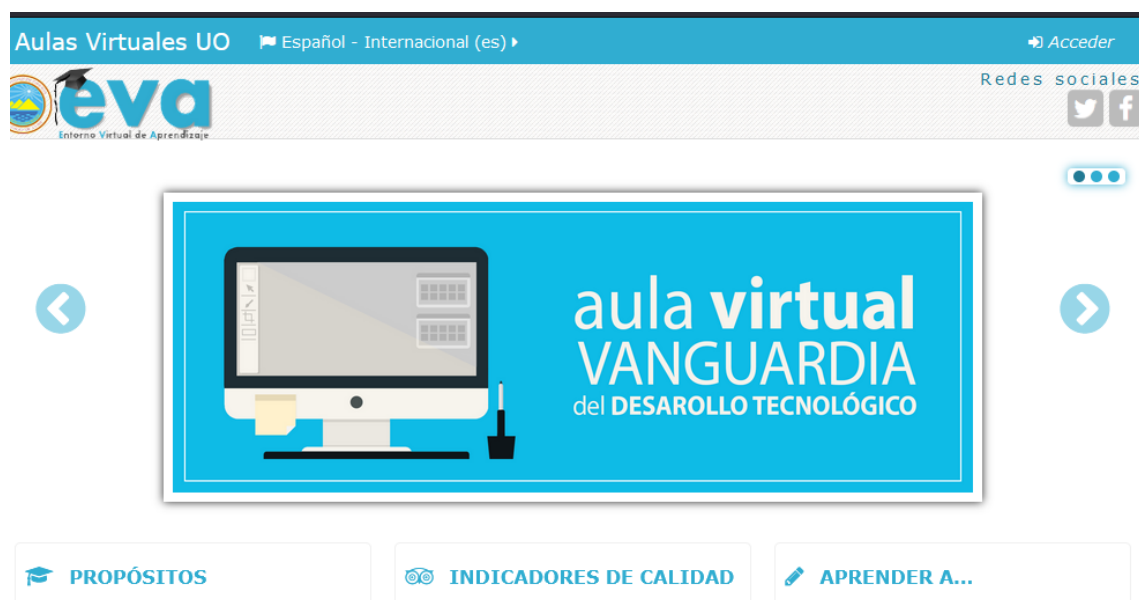 Aulas Virtuales UO Español - Internacional (es) Acceder
eva
Entorno Virtual de Aprendizaje
Redes sociales
aula virtual
VANGUARDIA
del DESAROLLO TECNOLÓGICO
PROPÓSITOS INDICADORES DE CALIDAD APRENDER A...